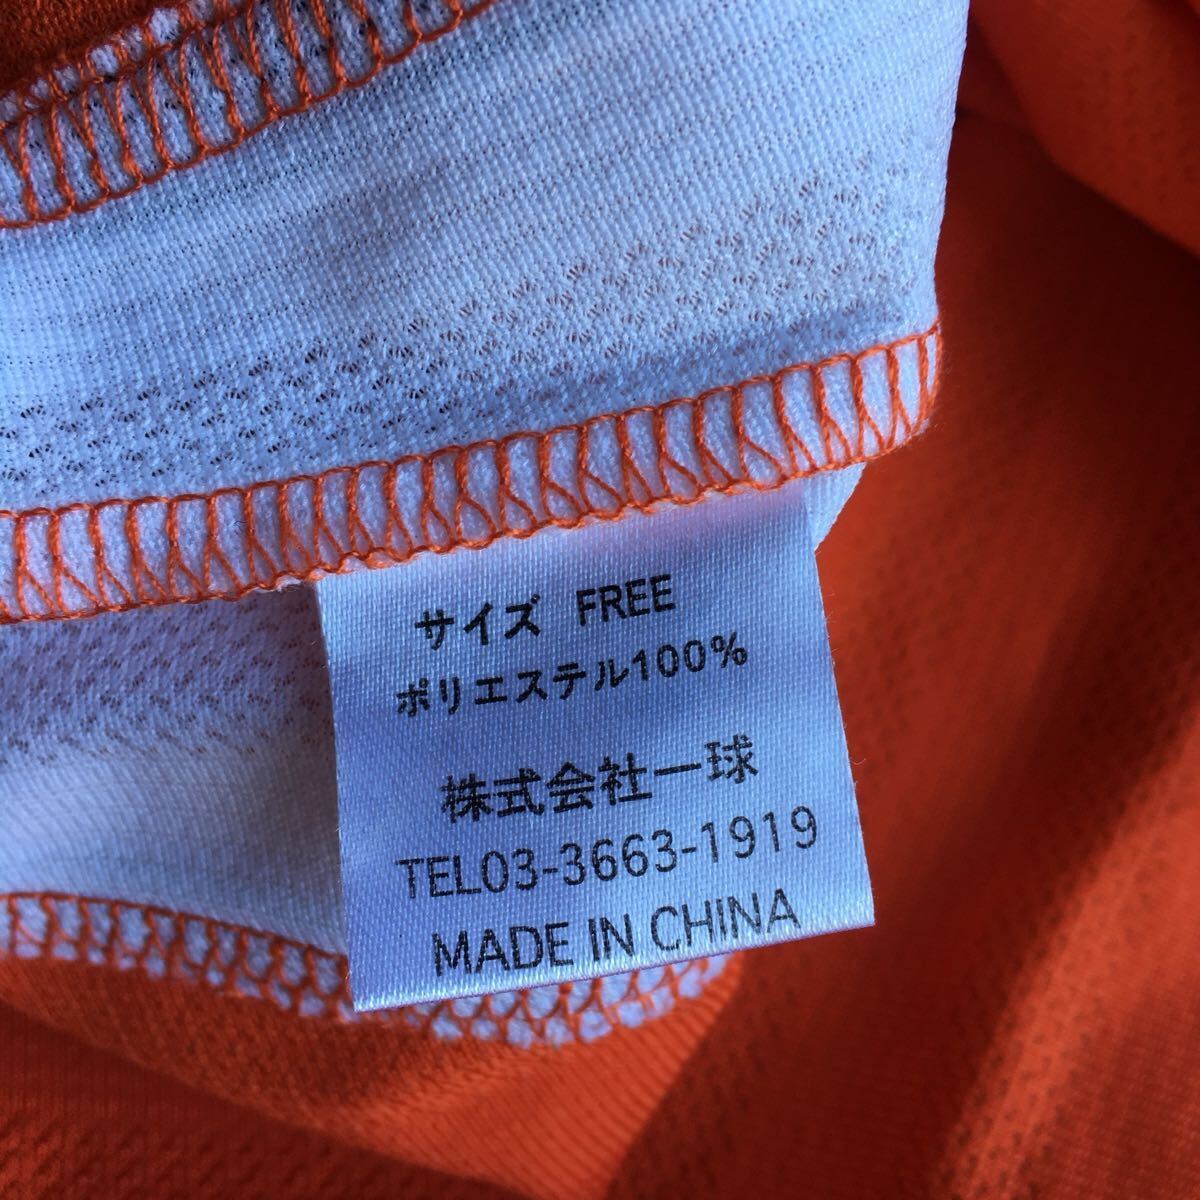 サイズ FREE
ポリエステル100%
株式会社一球
TEL03-3663-1919
MADE IN CHINA